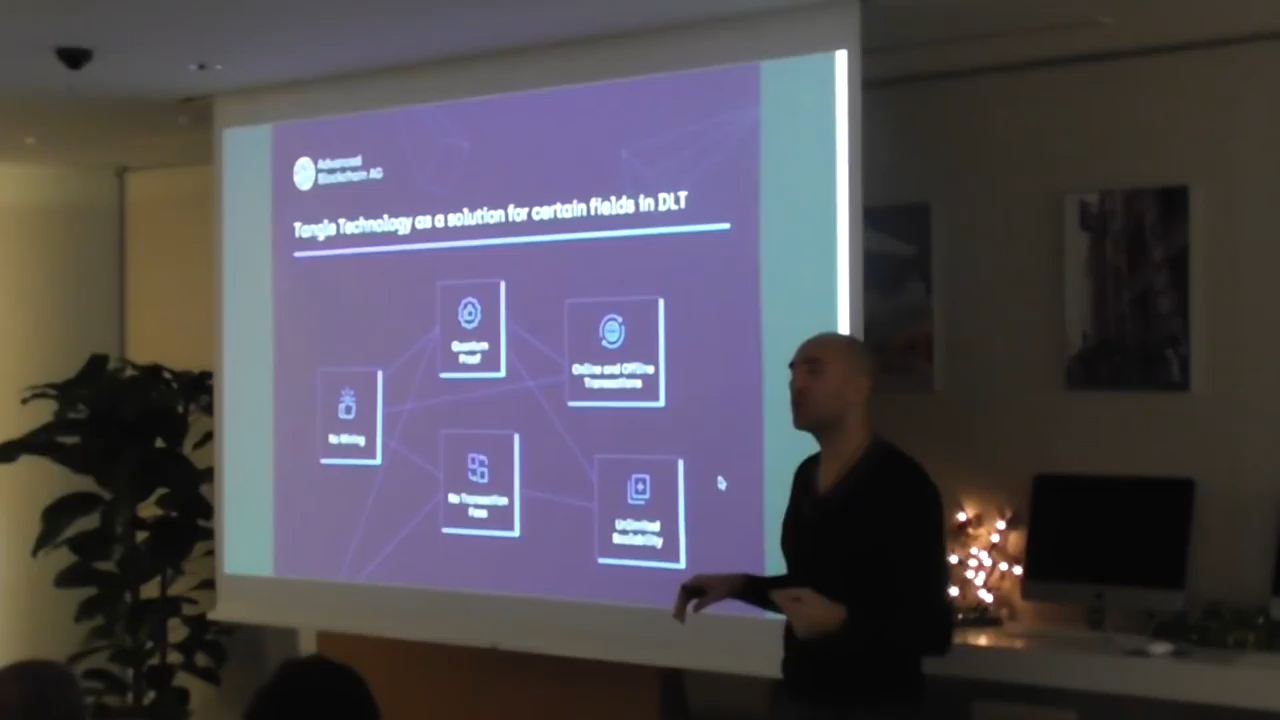 Advanced
Blockchain AG
Tangle Technology as a solution for certain fields in DLT
Quantum
Proof
Online and Offline
Transactions
No Mining
No Transaction
Fees
Unlimited
Scalability